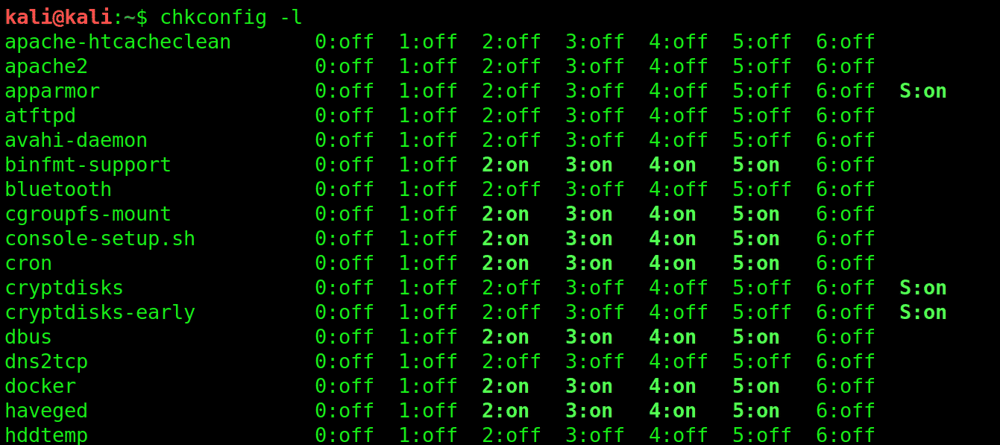 kali@kali:~$ chkconfig -l
apache-htcacheclean 0:off 1:off 2:off 3:off 4:off 5:off 6:off
apache2 0:off 1:off 2:off 3:off 4:off 5:off 6:off
apparmor 0:off 1:off 2:off 3:off 4:off 5:off 6:off S:on
atftpd 0:off 1:off 2:off 3:off 4:off 5:off 6:off
avahi-daemon 0:off 1:off 2:off 3:off 4:off 5:off 6:off
binfmt-support 0:off 1:off 2:on 3:on 4:on 5:on 6:off
bluetooth 0:off 1:off 2:off 3:off 4:off 5:off 6:off
cgroupfs-mount 0:off 1:off 2:on 3:on 4:on 5:on 6:off
console-setup.sh 0:off 1:off 2:on 3:on 4:on 5:on 6:off
cron 0:off 1:off 2:on 3:on 4:on 5:on 6:off
cryptdisks 0:off 1:off 2:off 3:off 4:off 5:off 6:off S:on
cryptdisks-early 0:off 1:off 2:off 3:off 4:off 5:off 6:off S:on
dbus 0:off 1:off 2:on 3:on 4:on 5:on 6:off
dns2tcp 0:off 1:off 2:off 3:off 4:off 5:off 6:off
docker 0:off 1:off 2:on 3:on 4:on 5:on 6:off
haveged 0:off 1:off 2:on 3:on 4:on 5:on 6:off
hddtemp 0:off 1:off 2:off 3:off 4:off 5:off 6:off